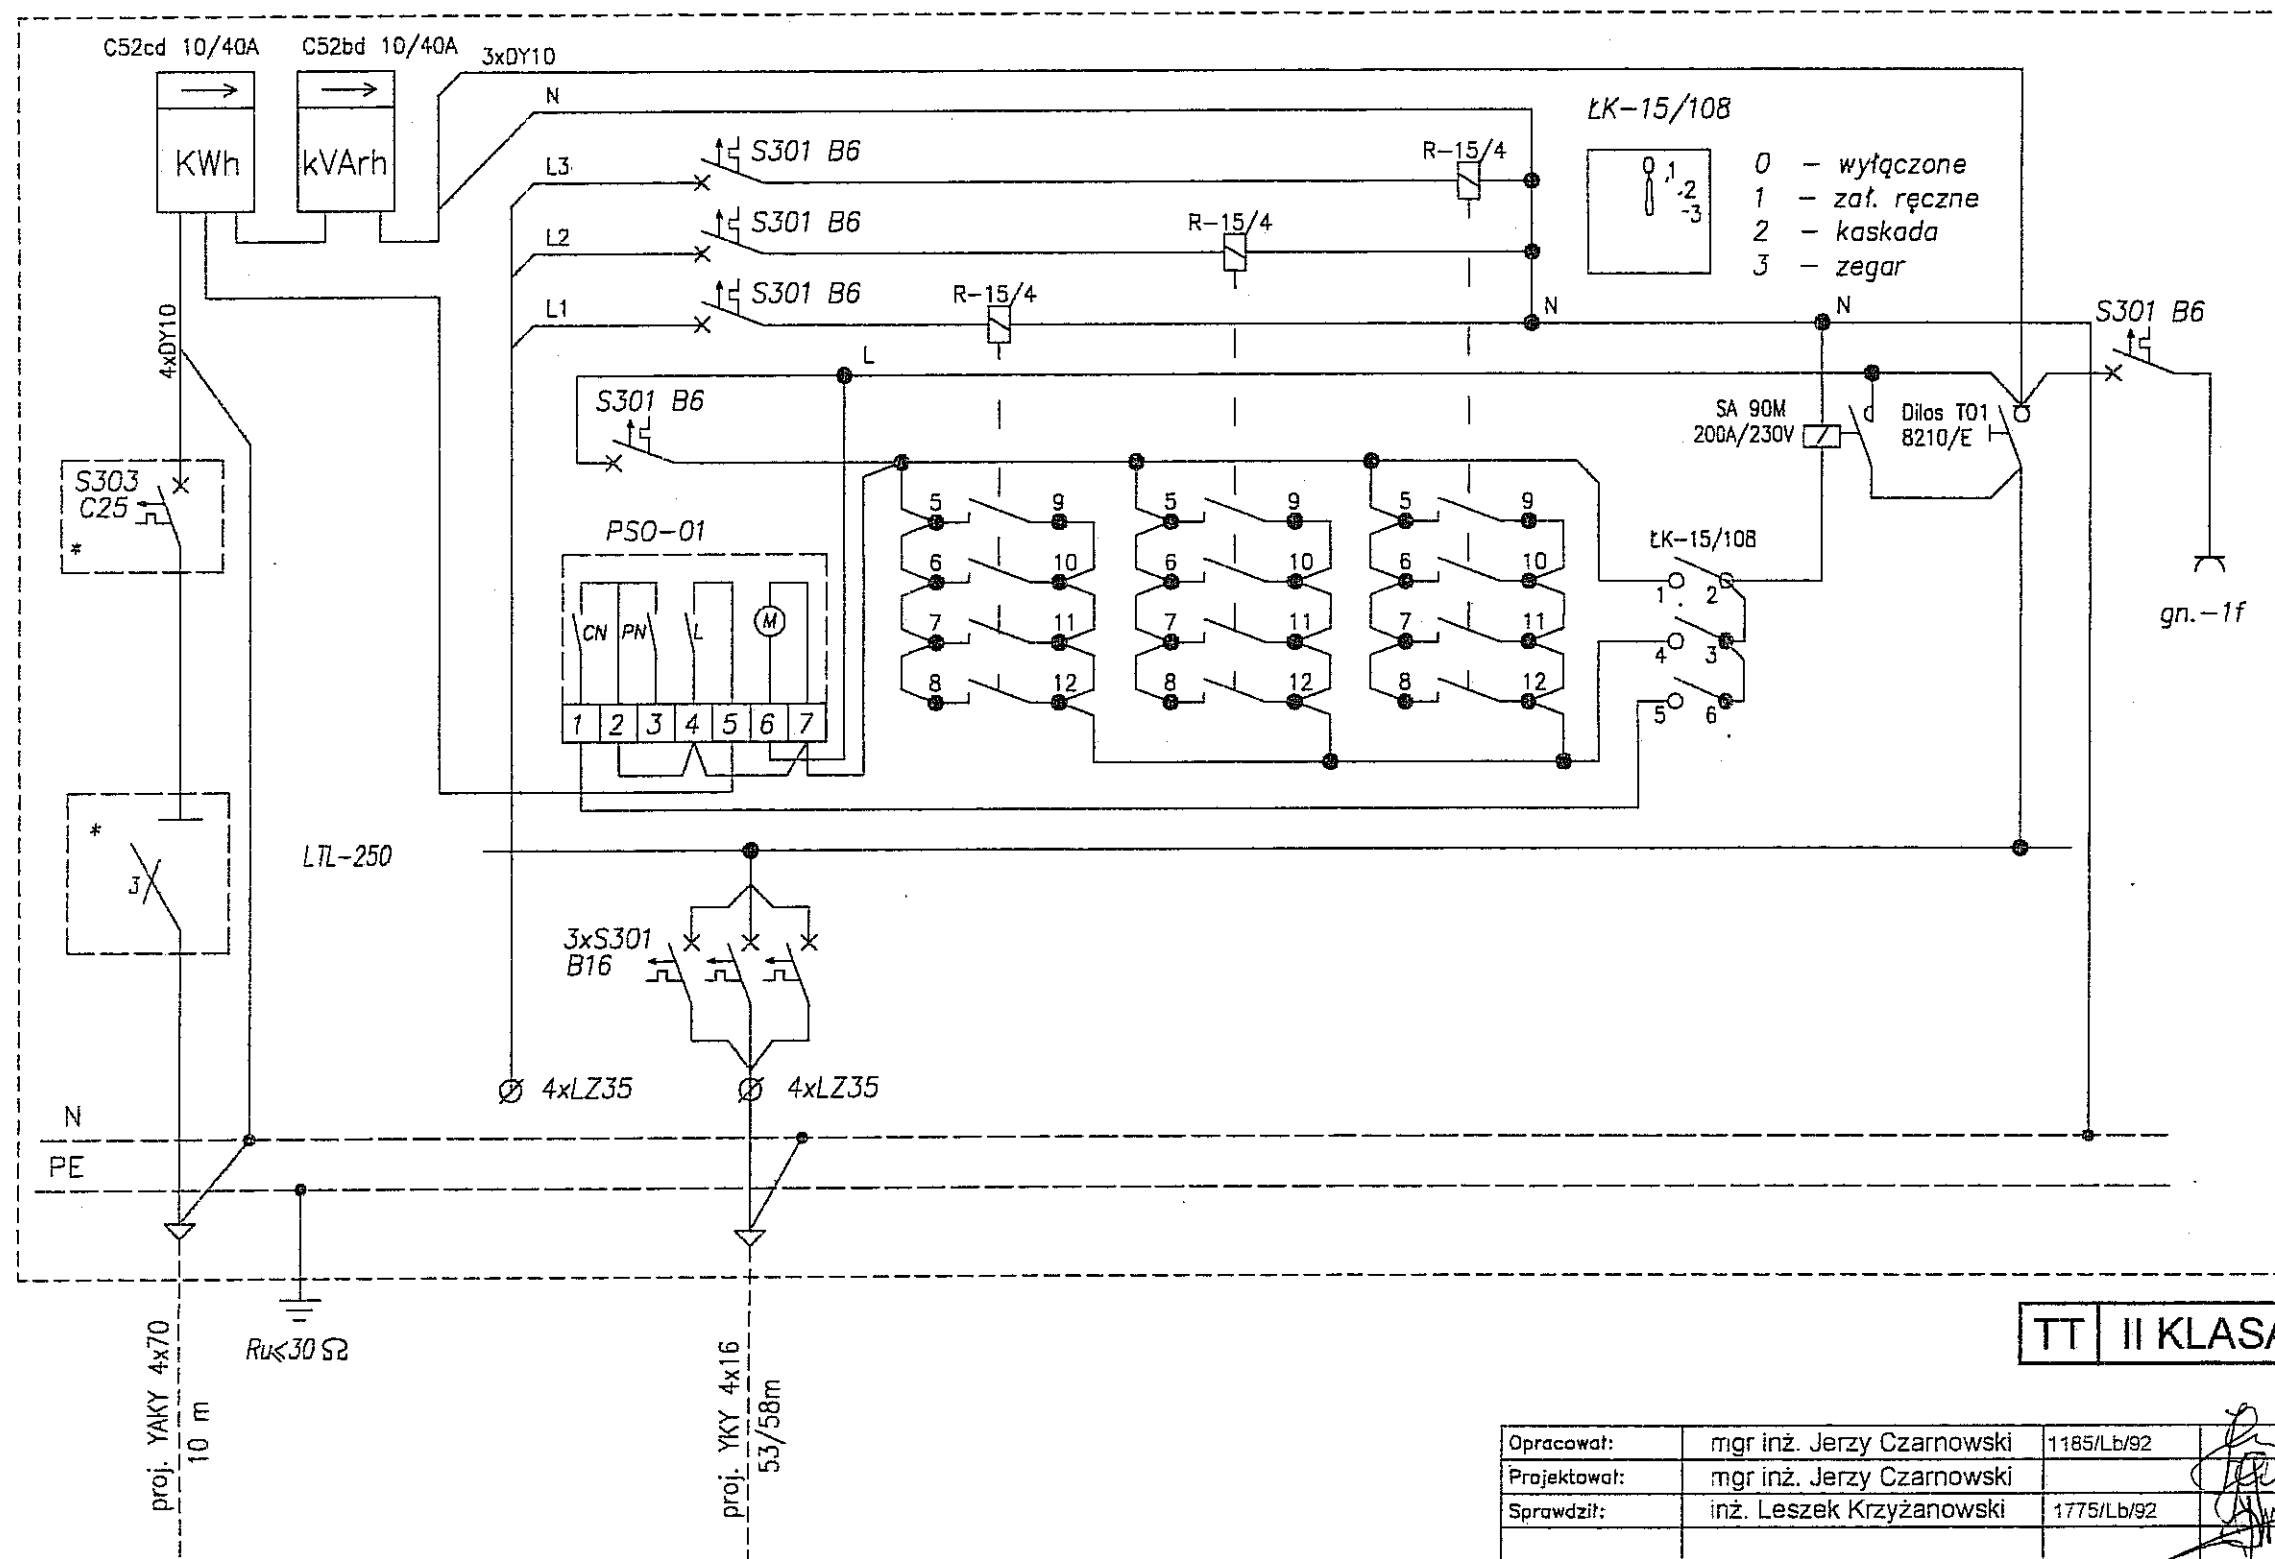 C52cd 10/40A
C52bd 10/40A
3xDY10
N
KWh
kVArh
L3
S301 B6
R-15/4
L2
S301 B6
R-15/4
L1
S301 B6
R-15/4
N
N
ŁK-15/108
0
1
2
3
0 - wyłączone
1 - zał. ręczne
2 - kaskada
3 - zegar
S301 B6
4xDY10
L
S301 B6
SA 90M
200A/230V
Dilos T01
8210/E
S303
C25
*
PSO-01
CN
PN
L
M
1 2 3 4 5 6 7
5 9 5 9 5 9
6 10 6 10 6 10
7 11 7 11 7 11
8 12 8 12 8 12
ŁK-15/108
1 2
4 3
5 6
gn.-1f
*
3
LTL-250
3xS301
B16
4xLZ35
4xLZ35
N
PE
Ru≤30 Ω
proj. YAKY 4x70
10 m
proj. YKY 4x16
53/58m
TT II KLASA
Opracował: mgr inż. Jerzy Czarnowski 1185/Lb/92
Projektował: mgr inż. Jerzy Czarnowski
Sprawdził: inż. Leszek Krzyżanowski 1775/Lb/92